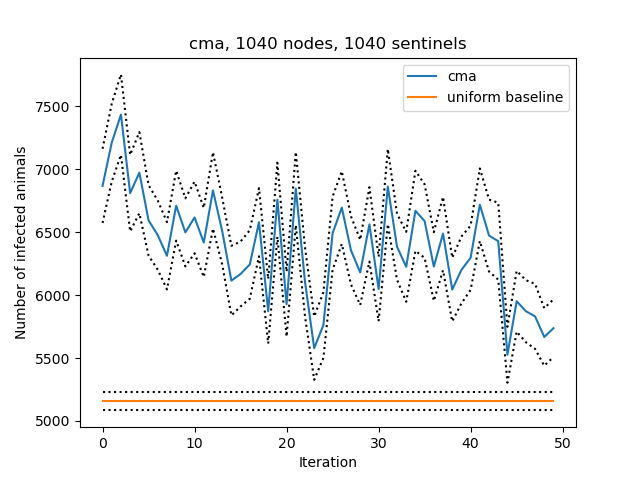 cma, 1040 nodes, 1040 sentinels
cma
uniform baseline
Number of infected animals
7500
7000
6500
6000
5500
5000
0 10 20 30 40 50
Iteration